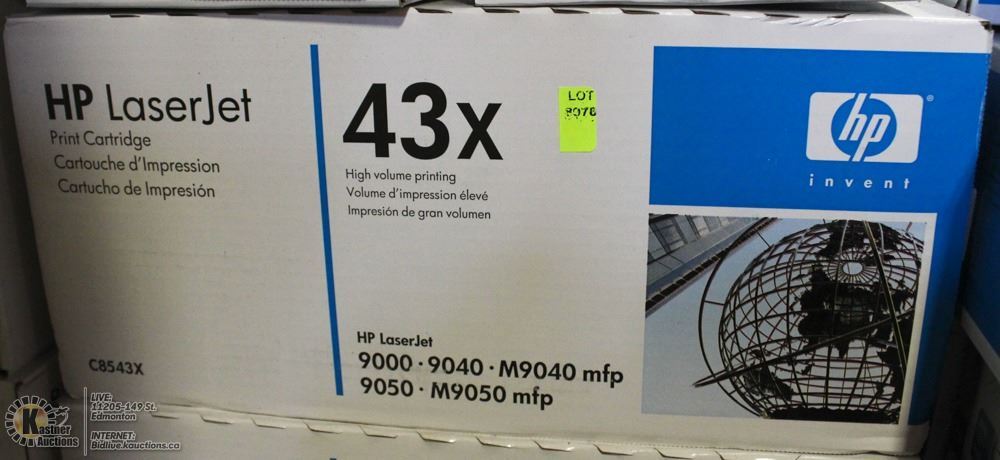 HP LaserJet
Print Cartridge
Cartouche d'Impression
Cartucho de Impresión
C8543X
43x
High volume printing
Volume d'impression élevé
Impresión de gran volumen
HP LaserJet
9000 · 9040 · M9040 mfp
9050 · M9050 mfp
LOT
hp
®
invent
Kastner
Auctions
LIVE:
11205-149 St.
Edmonton
INTERNET:
Bidlive.kauctions.ca